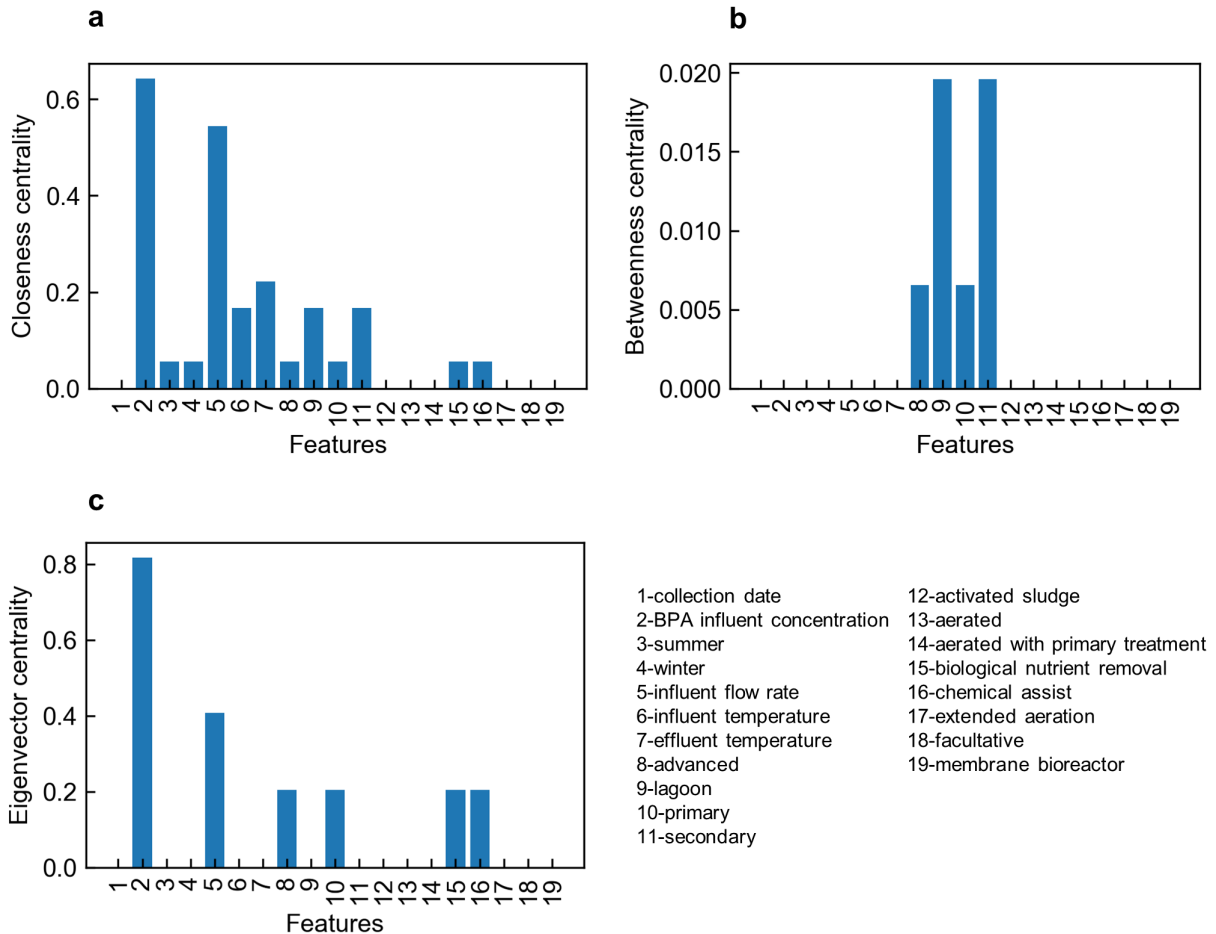 a
Closeness centrality
0.6
0.4
0.2
0.0
1 2 3 4 5 6 7 8 9 10 11 12 13 14 15 16 17 18 19
Features
b
Betweenness centrality
0.020
0.015
0.010
0.005
0.000
1 2 3 4 5 6 7 8 9 10 11 12 13 14 15 16 17 18 19
Features
c
Eigenvector centrality
0.8
0.6
0.4
0.2
0.0
1 2 3 4 5 6 7 8 9 10 11 12 13 14 15 16 17 18 19
Features
1-collection date
2-BPA influent concentration
3-summer
4-winter
5-influent flow rate
6-influent temperature
7-effluent temperature
8-advanced
9-lagoon
10-primary
11-secondary
12-activated sludge
13-aerated
14-aerated with primary treatment
15-biological nutrient removal
16-chemical assist
17-extended aeration
18-facultative
19-membrane bioreactor